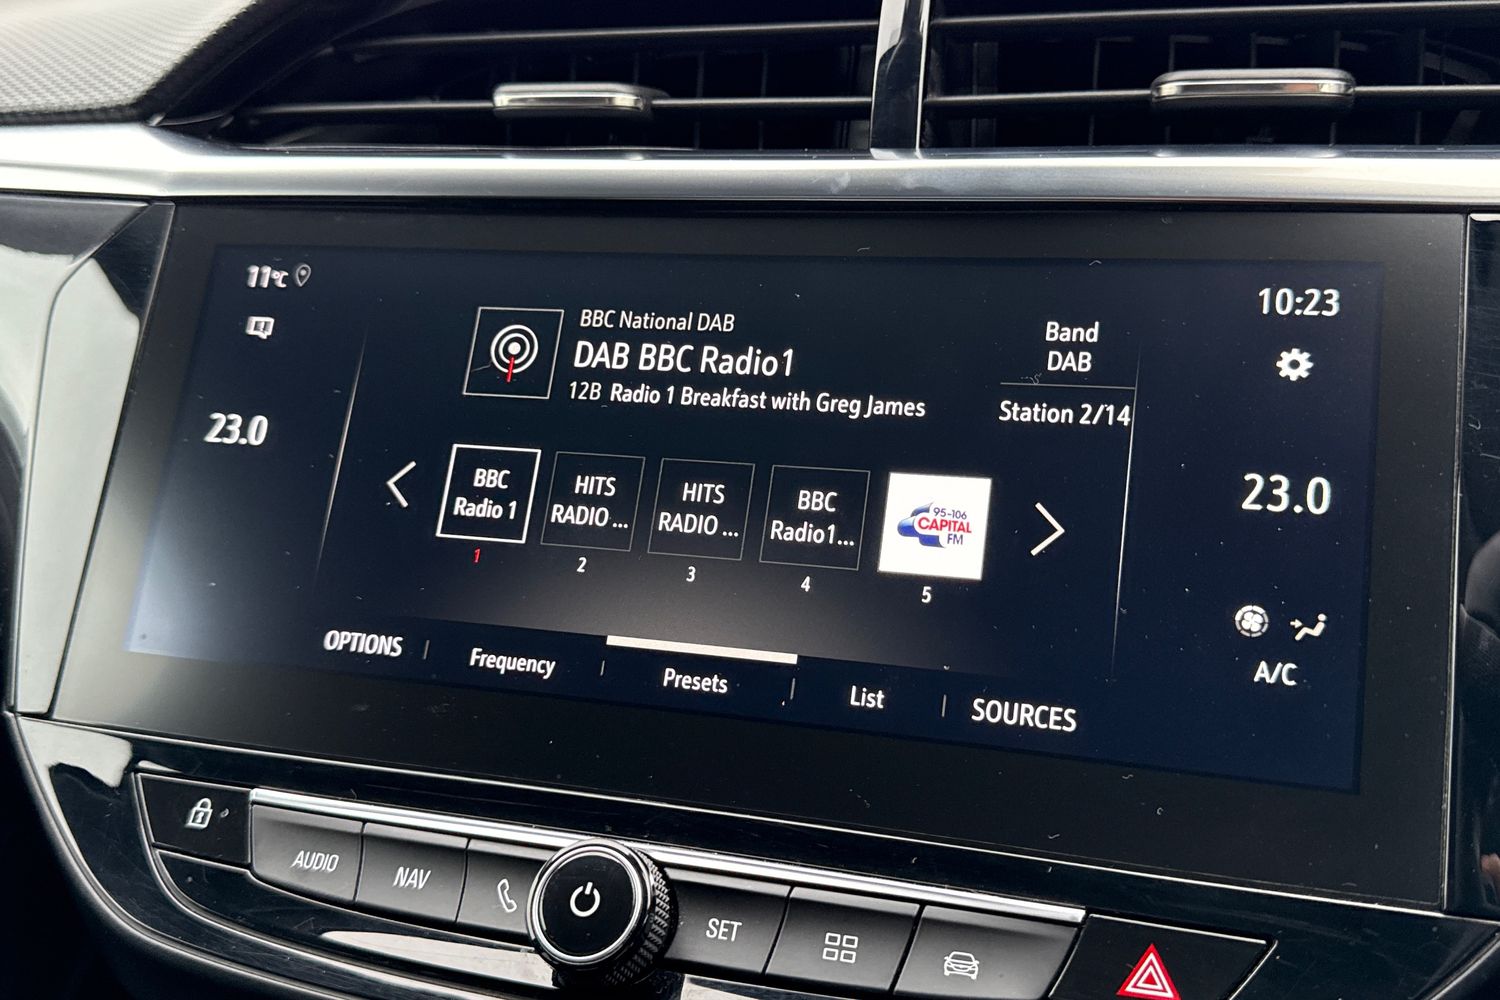 11°C
10:23
BBC National DAB
DAB BBC Radio1
12B Radio 1 Breakfast with Greg James
Band
DAB
Station 2/14
23.0
23.0
BBC
Radio 1
HITS
RADIO ...
HITS
RADIO ...
BBC
Radio1...
95-106
CAPITAL
FM
1
2
3
4
5
A/C
OPTIONS
Frequency
Presets
List
SOURCES
AUDIO
NAV
SET